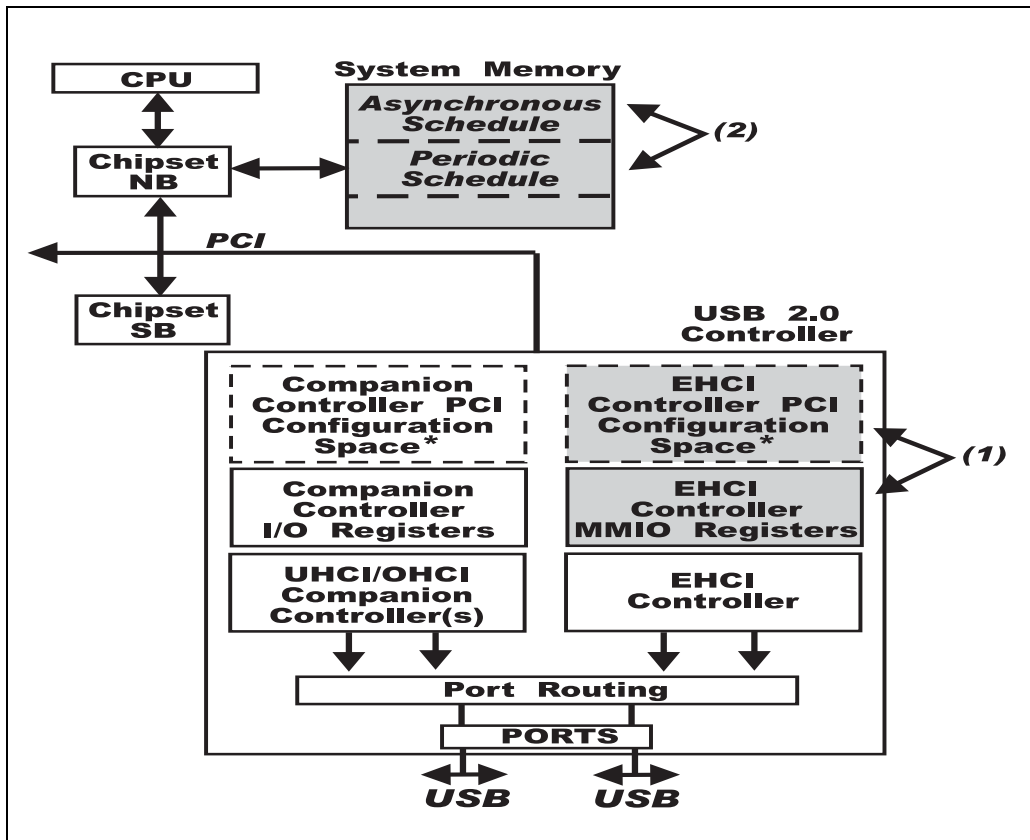 System Memory
CPU
Asynchronous
Schedule
(2)
Chipset
NB
Periodic
Schedule
PCI
Chipset
SB
USB 2.0
Controller
Companion
Controller PCI
Configuration
Space*
EHCI
Controller PCI
Configuration
Space*
(1)
Companion
Controller
I/O Registers
EHCI
Controller
MMIO Registers
UHCI/OHCI
Companion
Controller(s)
EHCI
Controller
Port Routing
PORTS
USB
USB